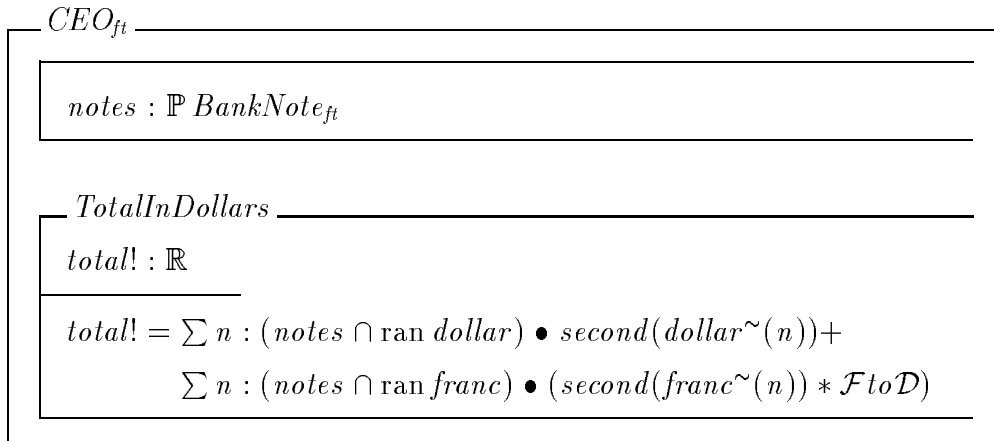 CEO_ft
notes : ℙ BankNote_ft
TotalInDollars
total! : ℝ
total! = ∑ n : (notes ∩ ran dollar) • second(dollar~(n))+
∑ n : (notes ∩ ran franc) • (second(franc~(n)) * ℱto𝒟)